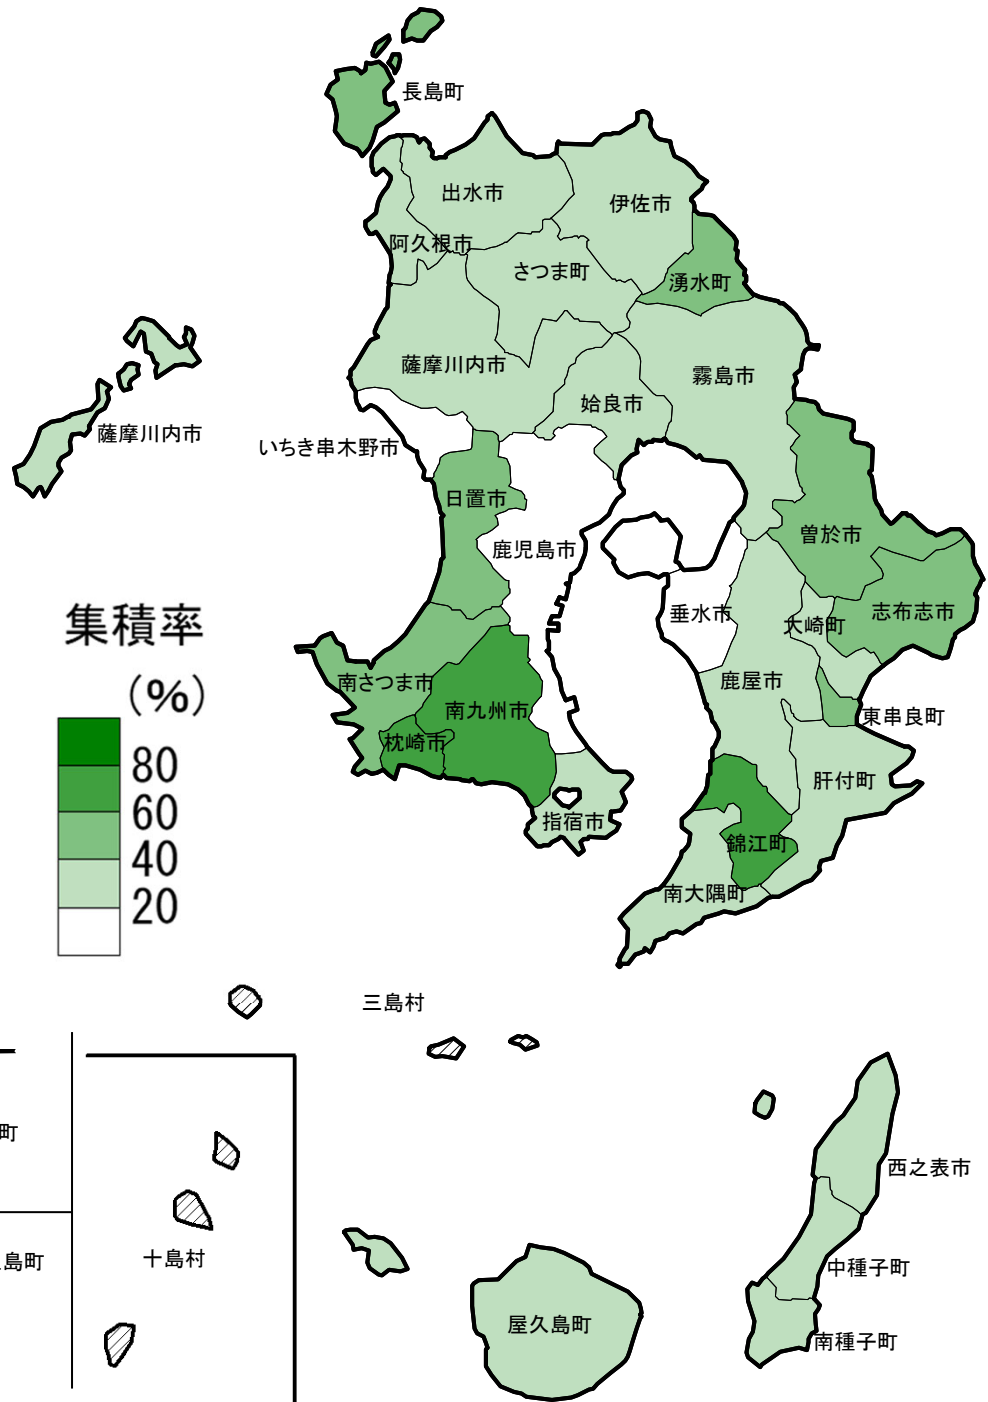 長島町
出水市
伊佐市
阿久根市
さつま町
湧水町
薩摩川内市
霧島市
姶良市
薩摩川内市
いちき串木野市
日置市
曽於市
鹿児島市
志布志市
垂水市
大崎町
集積率
(%)
80
60
40
20
南さつま市
鹿屋市
南九州市
東串良町
枕崎市
肝付町
指宿市
錦江町
南大隅町
三島村
町
西之表市
島町
十島村
中種子町
屋久島町
南種子町